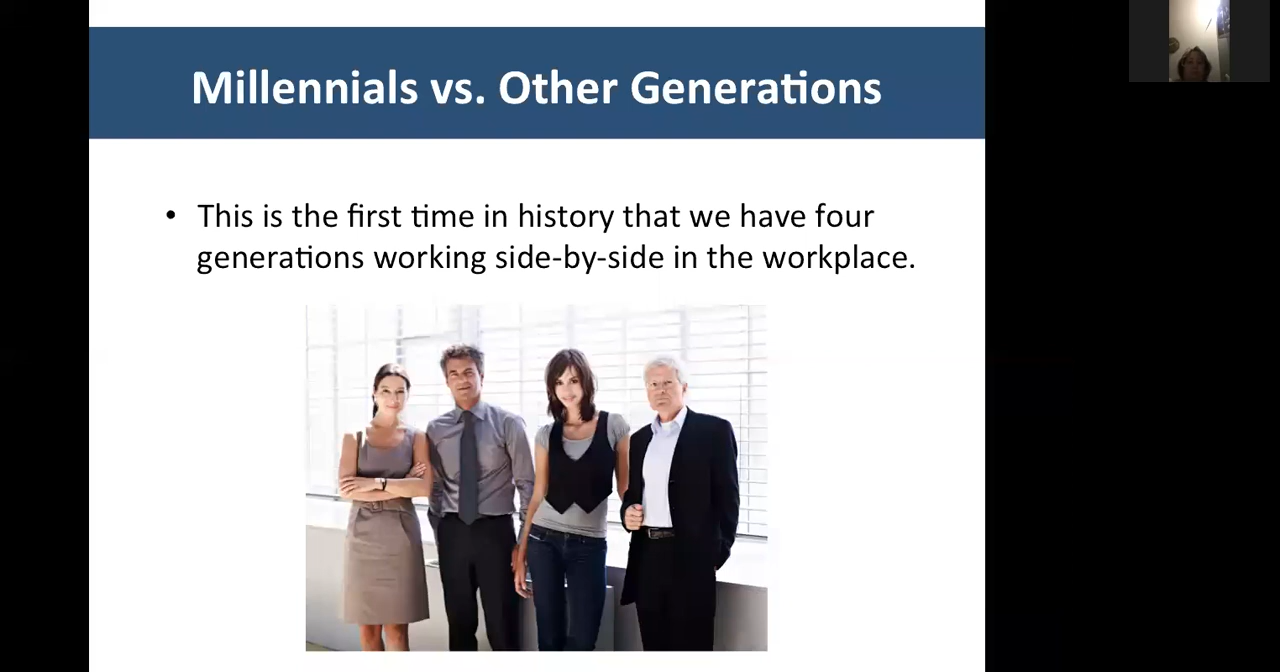 Millennials vs. Other Generations
• This is the first time in history that we have four
generations working side-by-side in the workplace.